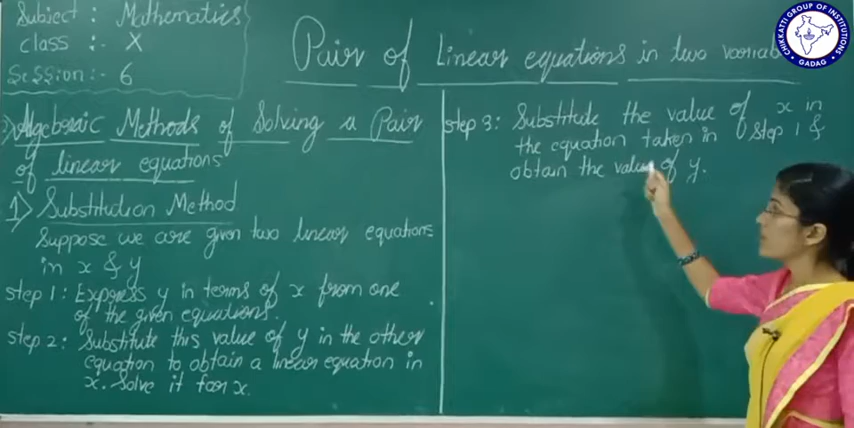 Subject : Mathematics
class :- X
Session :- 6
Pair of Linear equations in two variab
Algebraic Methods of Solving a Pair
of linear equations
1> Substitution Method
Suppose we are given two linear equations
in x & y
step 1 : Express y in terms of x from one
of the given equations.
step 2 : Substitute this value of y in the other
equation to obtain a linear equation in
x. Solve it for x.
step 3 : Substitute the value of x in
the equation taken in Step 1 &
obtain the value of y.
CHIKKATTI GROUP OF INSTITUTIONS
GADAG